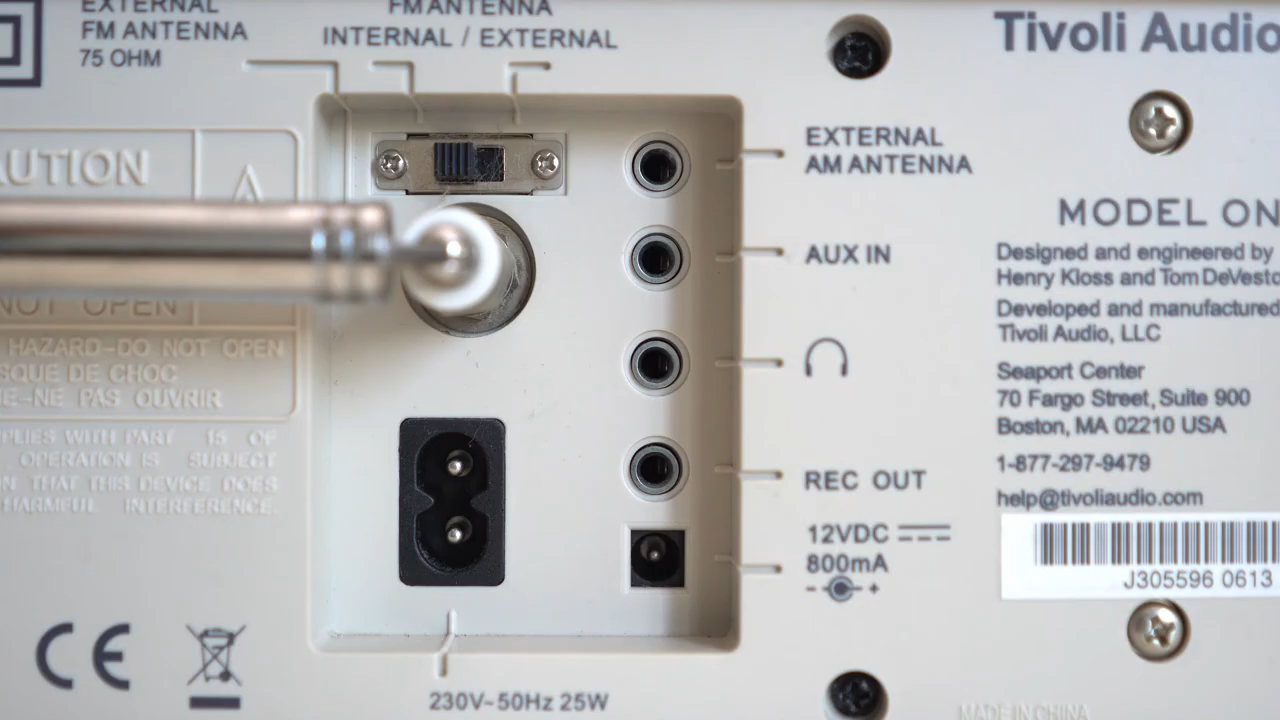 EXTERNAL
FM ANTENNA
75 OHM
FM ANTENNA
INTERNAL / EXTERNAL
Tivoli Audio
AUTION
NOT OPEN
HAZARD-DO NOT OPEN
SQUE DE CHOC
E-NE PAS OUVRIR
PLIES WITH PART 15 OF
OPERATION IS SUBJECT
N THAT THIS DEVICE DOES
HARMFUL INTERFERENCE.
EXTERNAL
AM ANTENNA
AUX IN
REC OUT
12VDC
800mA
- +
230V~50Hz 25W
CE
MODEL ON
Designed and engineered by
Henry Kloss and Tom DeVesto
Developed and manufactured
Tivoli Audio, LLC
Seaport Center
70 Fargo Street, Suite 900
Boston, MA 02210 USA
1-877-297-9479
help@tivoliaudio.com
J305596 0613
MADE IN CHINA